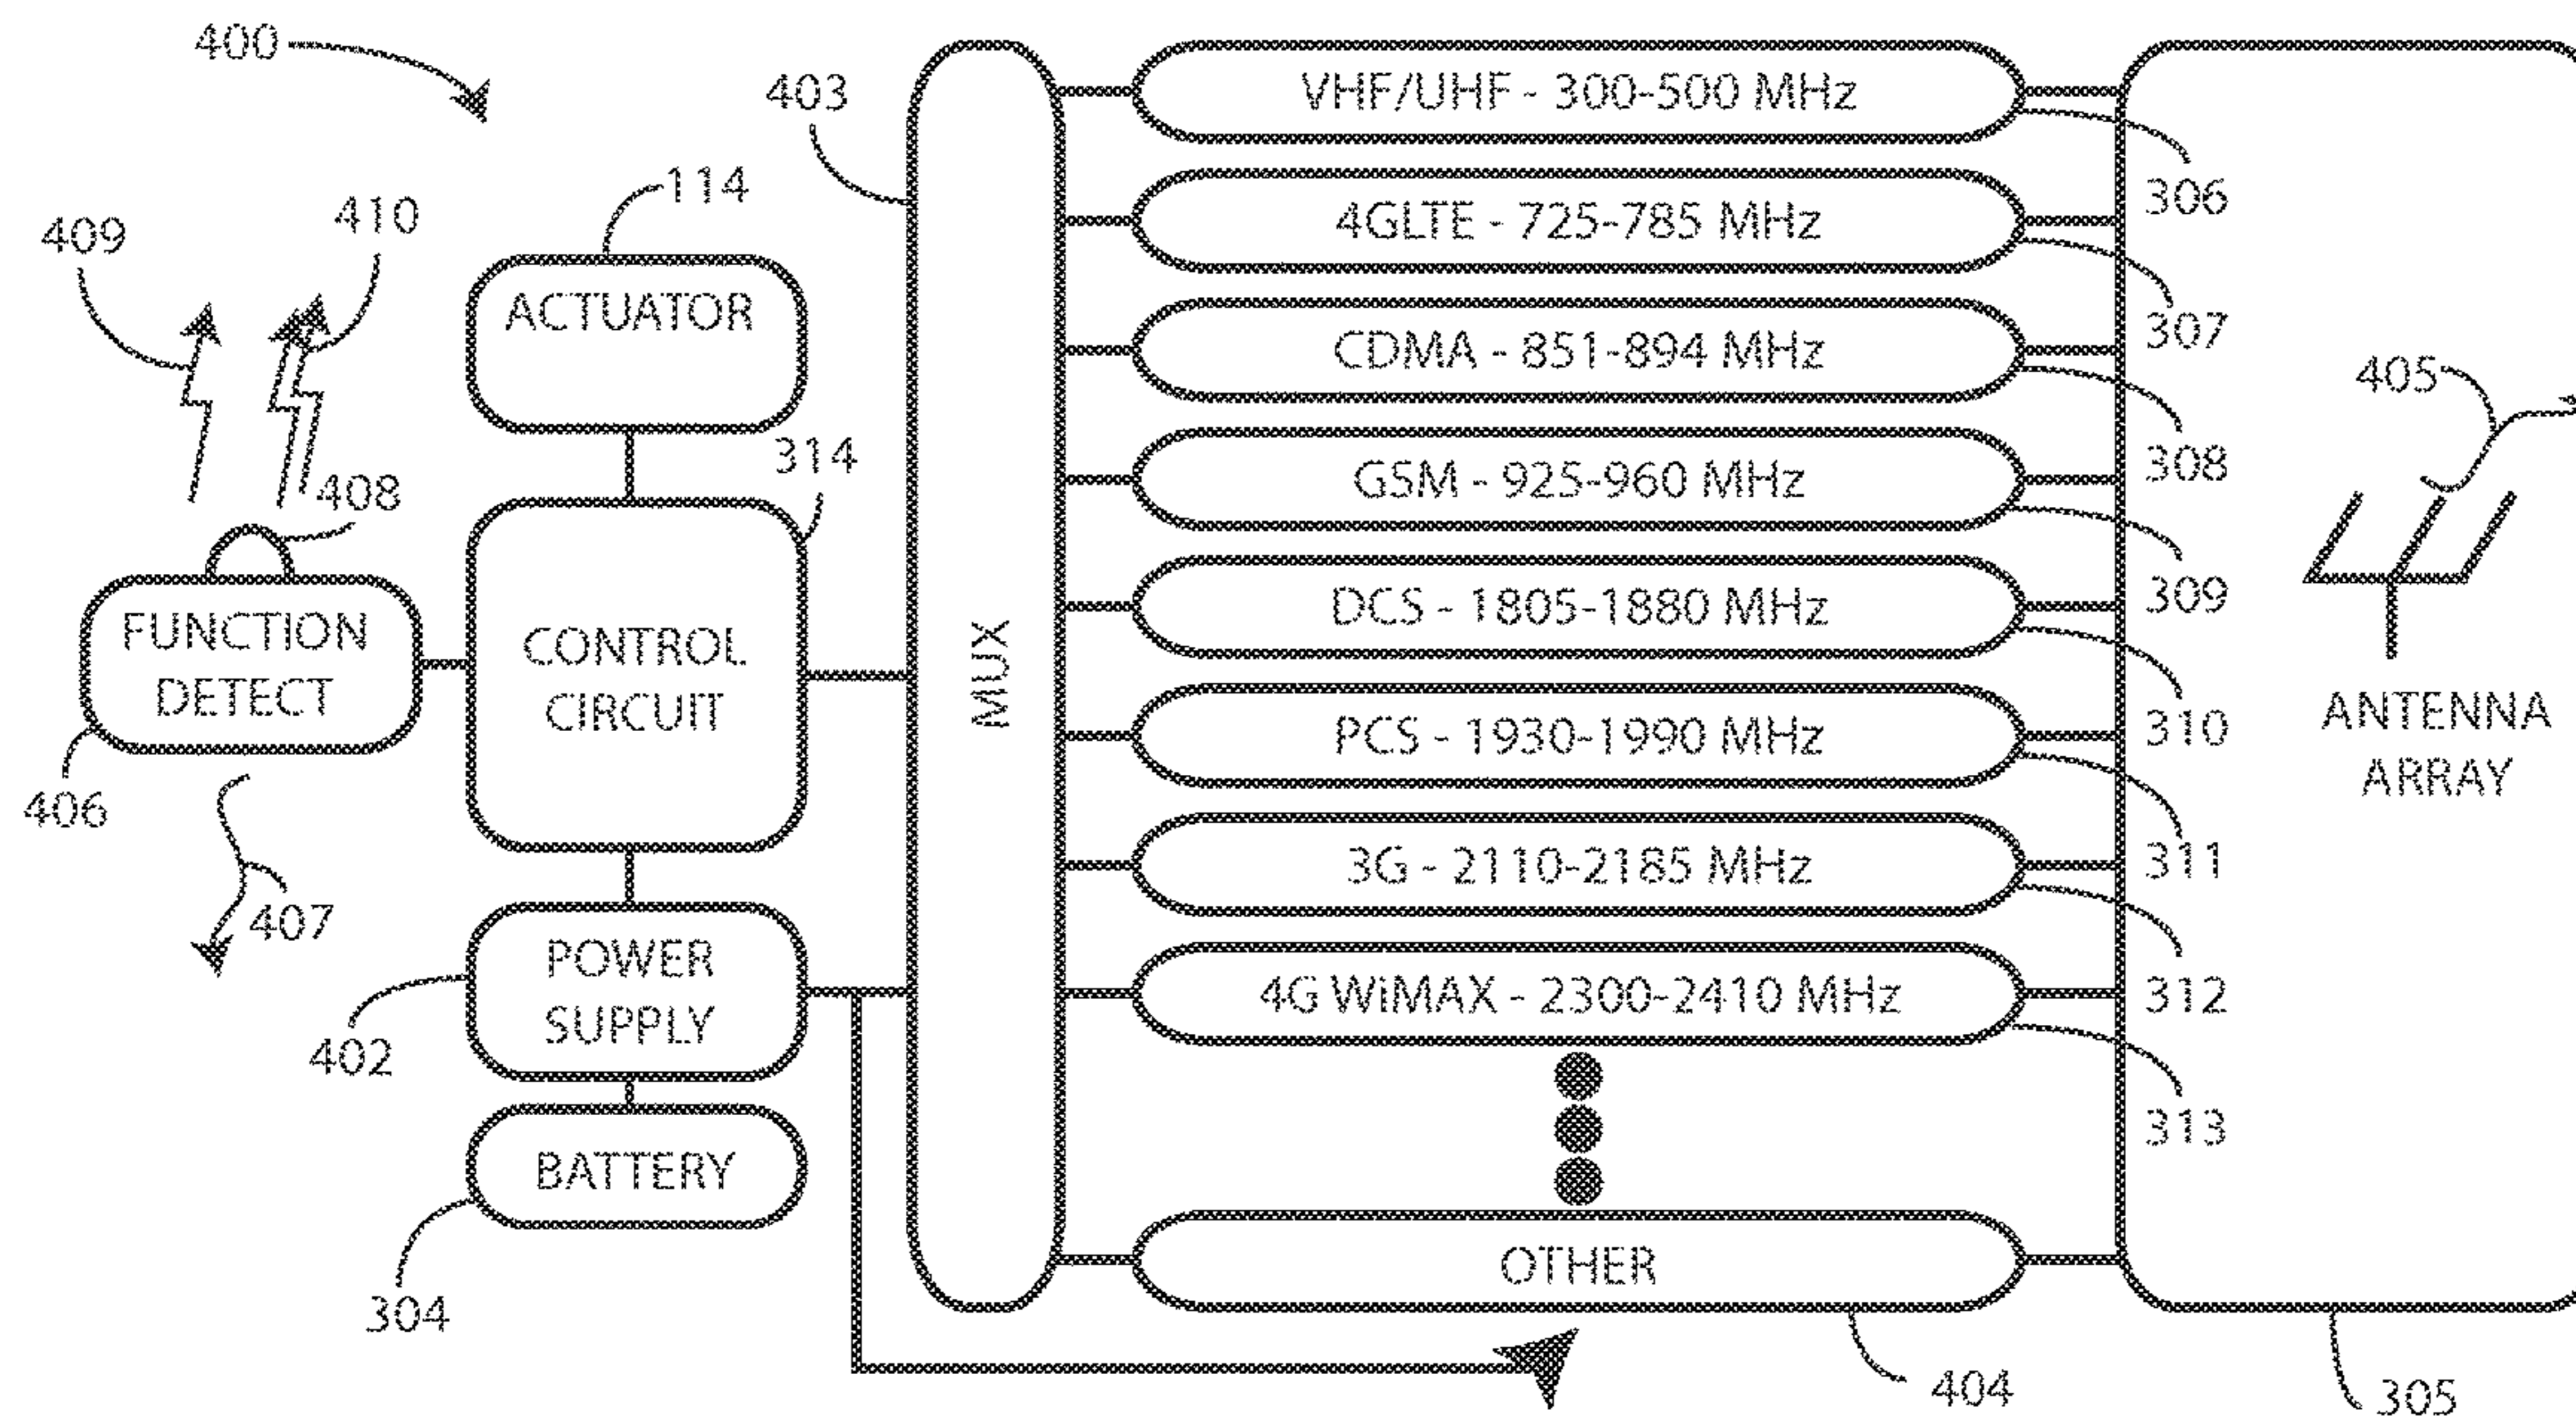 400
403
VHF/UHF - 300-500 MHz
306
114
409
410
4GLTE - 725-785 MHz
307
ACTUATOR
CDMA - 851-894 MHz
405
308
314
408
GSM - 925-960 MHz
309
FUNCTION
DETECT
CONTROL
CIRCUIT
MUX
DCS - 1805-1880 MHz
310
ANTENNA
ARRAY
PCS - 1930-1990 MHz
311
406
407
3G - 2110-2185 MHz
312
POWER
SUPPLY
402
4G WiMAX - 2300-2410 MHz
313
BATTERY
304
OTHER
404
305